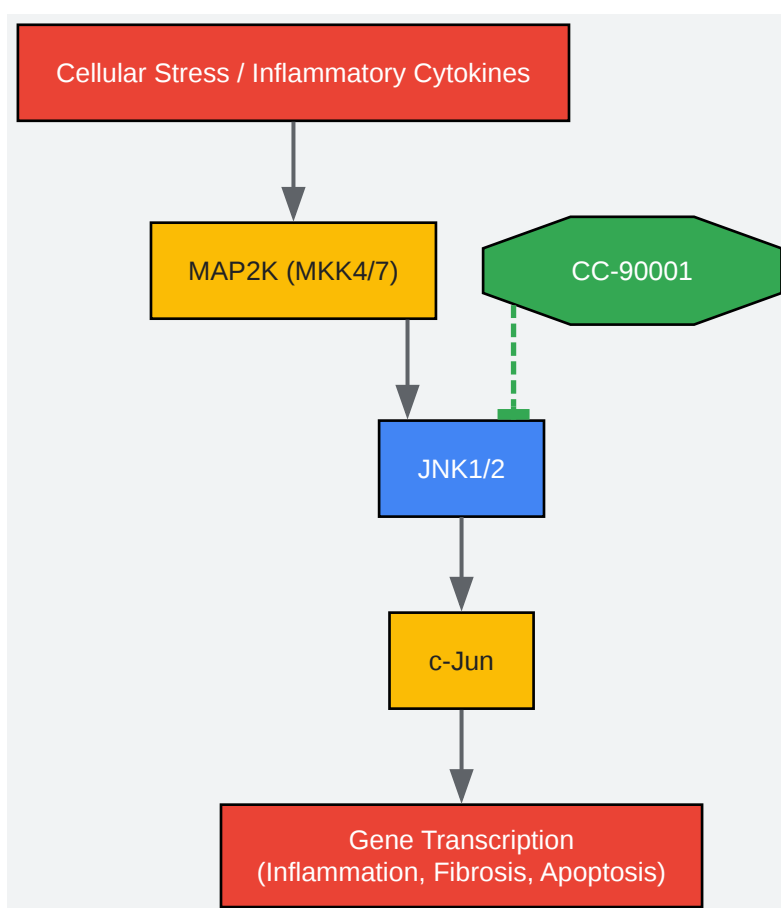 Cellular Stress / Inflammatory Cytokines
MAP2K (MKK4/7)
CC-90001
JNK1/2
c-Jun
Gene Transcription
(Inflammation, Fibrosis, Apoptosis)